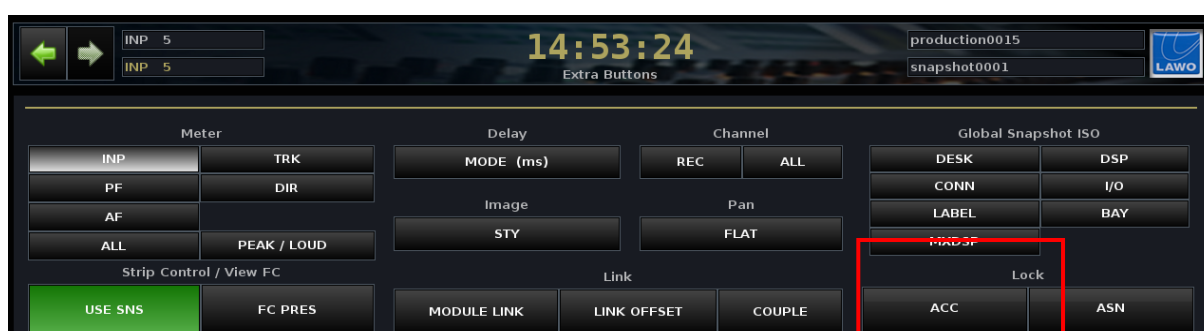 INP 5
INP 5
14:53:24
Extra Buttons
production0015
snapshot0001
LAWO
Meter
Delay
Channel
Global Snapshot ISO
INP TRK MODE (ms) REC ALL DESK DSP
PF DIR CONN I/O
Image
Pan
AF STY FLAT LABEL BAY
ALL PEAK / LOUD MXDSP
Strip Control / View FC
Link
Lock
USE SNS FC PRES MODULE LINK LINK OFFSET COUPLE ACC ASN